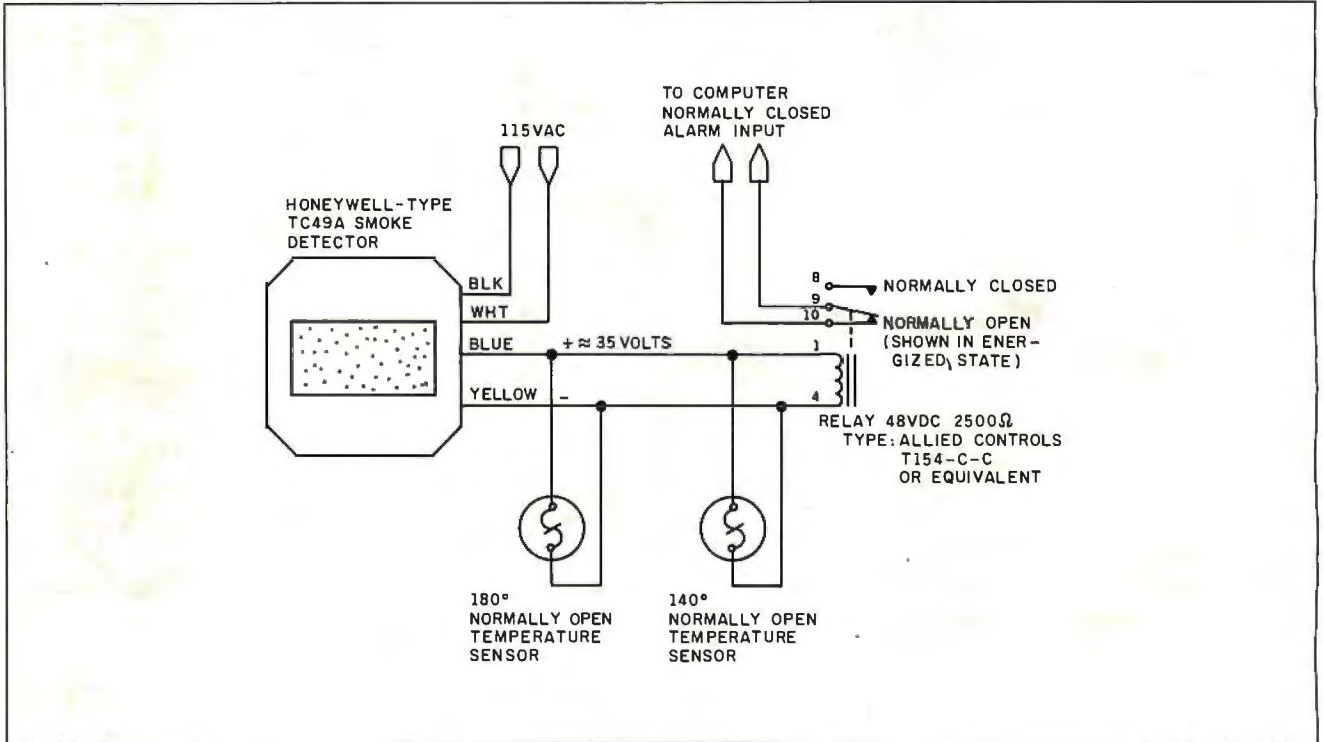 TO COMPUTER
NORMALLY CLOSED
ALARM INPUT
115VAC
HONEYWELL-TYPE
TC49A SMOKE
DETECTOR
BLK
WHT
BLUE
+ ≈ 35 VOLTS
YELLOW
-
8
NORMALLY CLOSED
9
10
NORMALLY OPEN
(SHOWN IN ENER-
GIZED STATE)
1
4
RELAY 48VDC 2500Ω
TYPE: ALLIED CONTROLS
T154-C-C
OR EQUIVALENT
180°
NORMALLY OPEN
TEMPERATURE
SENSOR
140°
NORMALLY OPEN
TEMPERATURE
SENSOR